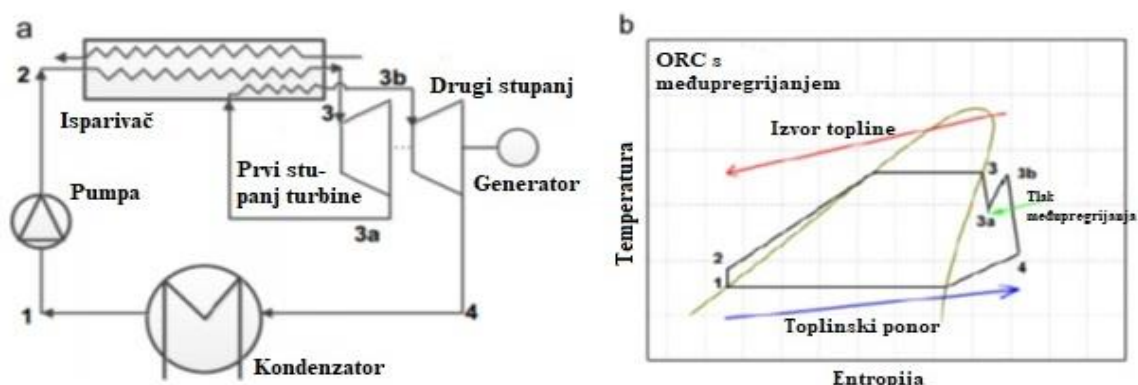 a
2
3b
Drugi stupanj
Isparivač
3
Prvi stu-
panj turbine
Generator
Pumpa
3a
1
4
Kondenzator
b
ORC s
međupregrijanjem
Izvor topline
Temperatura
3
3b
Tlak
međupregrijanja
3a
2
1
4
Toplinski ponor
Entropija